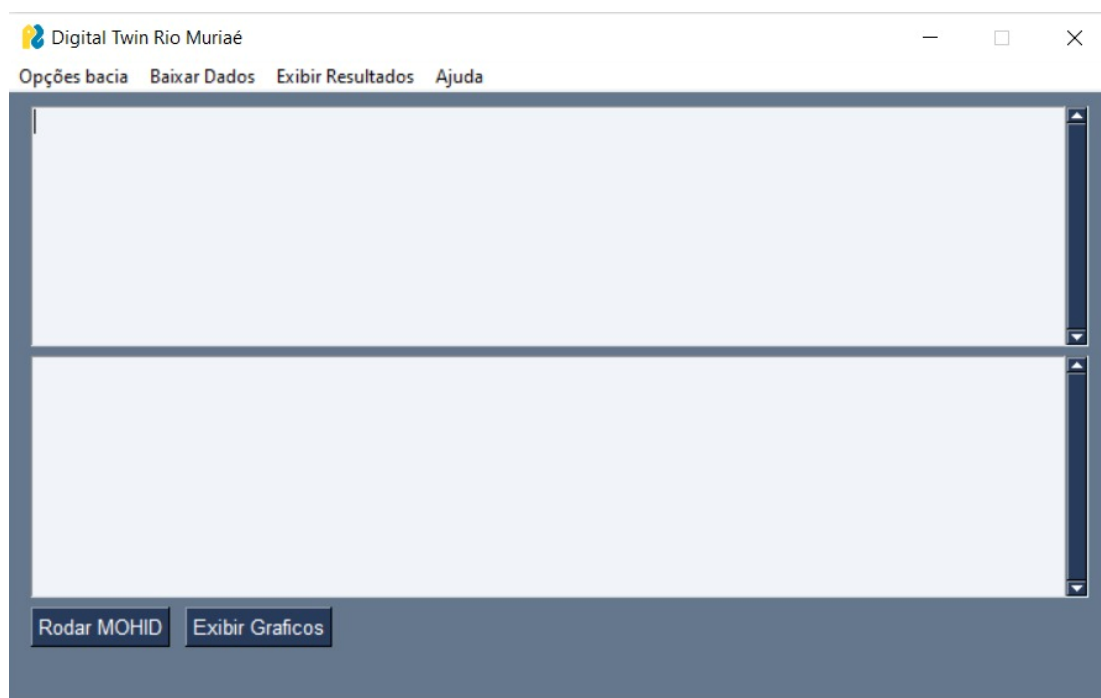 Digital Twin Rio Muriaé
Opções bacia Baixar Dados Exibir Resultados Ajuda
Rodar MOHID Exibir Graficos